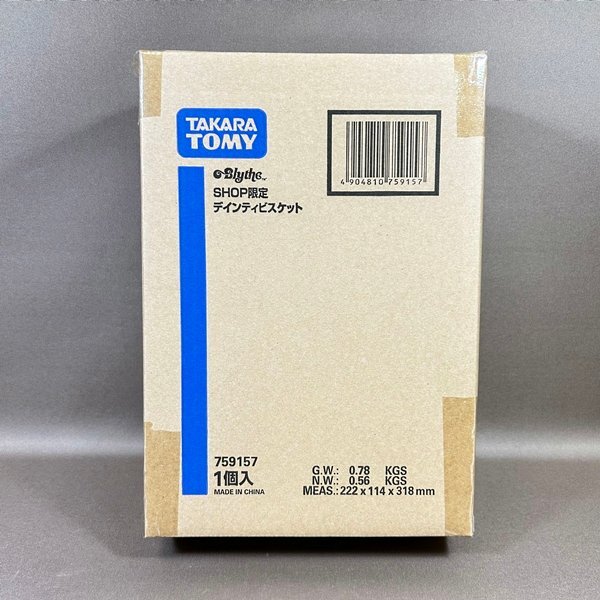 TAKARA
TOMY
Blythe
SHOP限定
デインティビスケット
4 904810 759157
759157
1個入
MADE IN CHINA
G.W.: 0.78 KGS
N.W.: 0.56 KGS
MEAS.: 222 x 114 x 318 mm